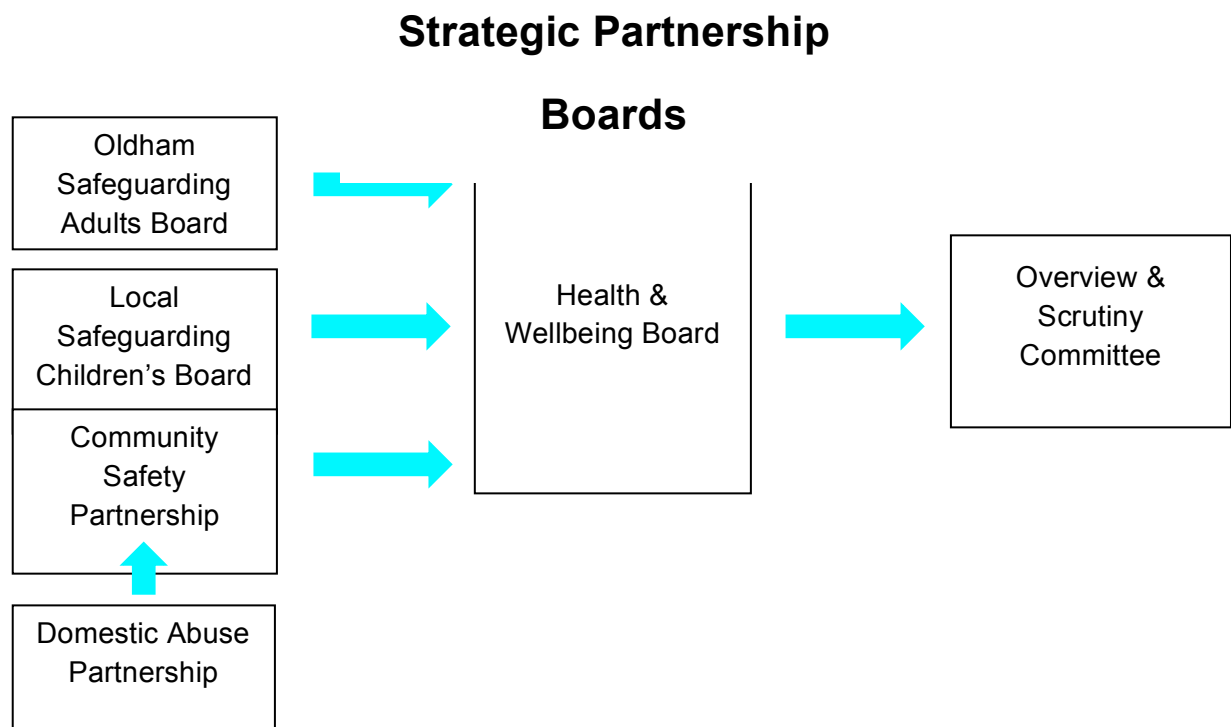 Strategic Partnership
Boards
Oldham
Safeguarding
Adults Board
Local
Safeguarding
Children’s Board
Community
Safety
Partnership
Domestic Abuse
Partnership
Health &
Wellbeing Board
Overview &
Scrutiny
Committee